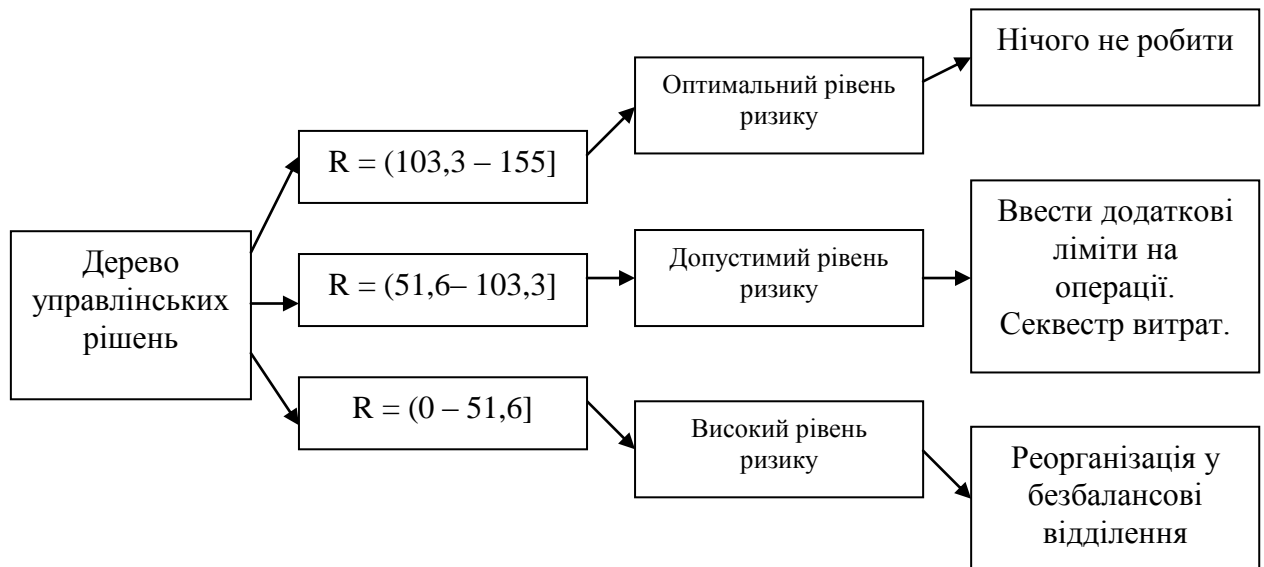 Дерево
управлінських
рішень
R = (103,3 – 155]
Оптимальний рівень
ризику
Нічого не робити
R = (51,6– 103,3]
Допустимий рівень
ризику
Ввести додаткові
ліміти на
операції.
Секвестр витрат.
R = (0 – 51,6]
Високий рівень
ризику
Реорганізація у
безбалансові
відділення